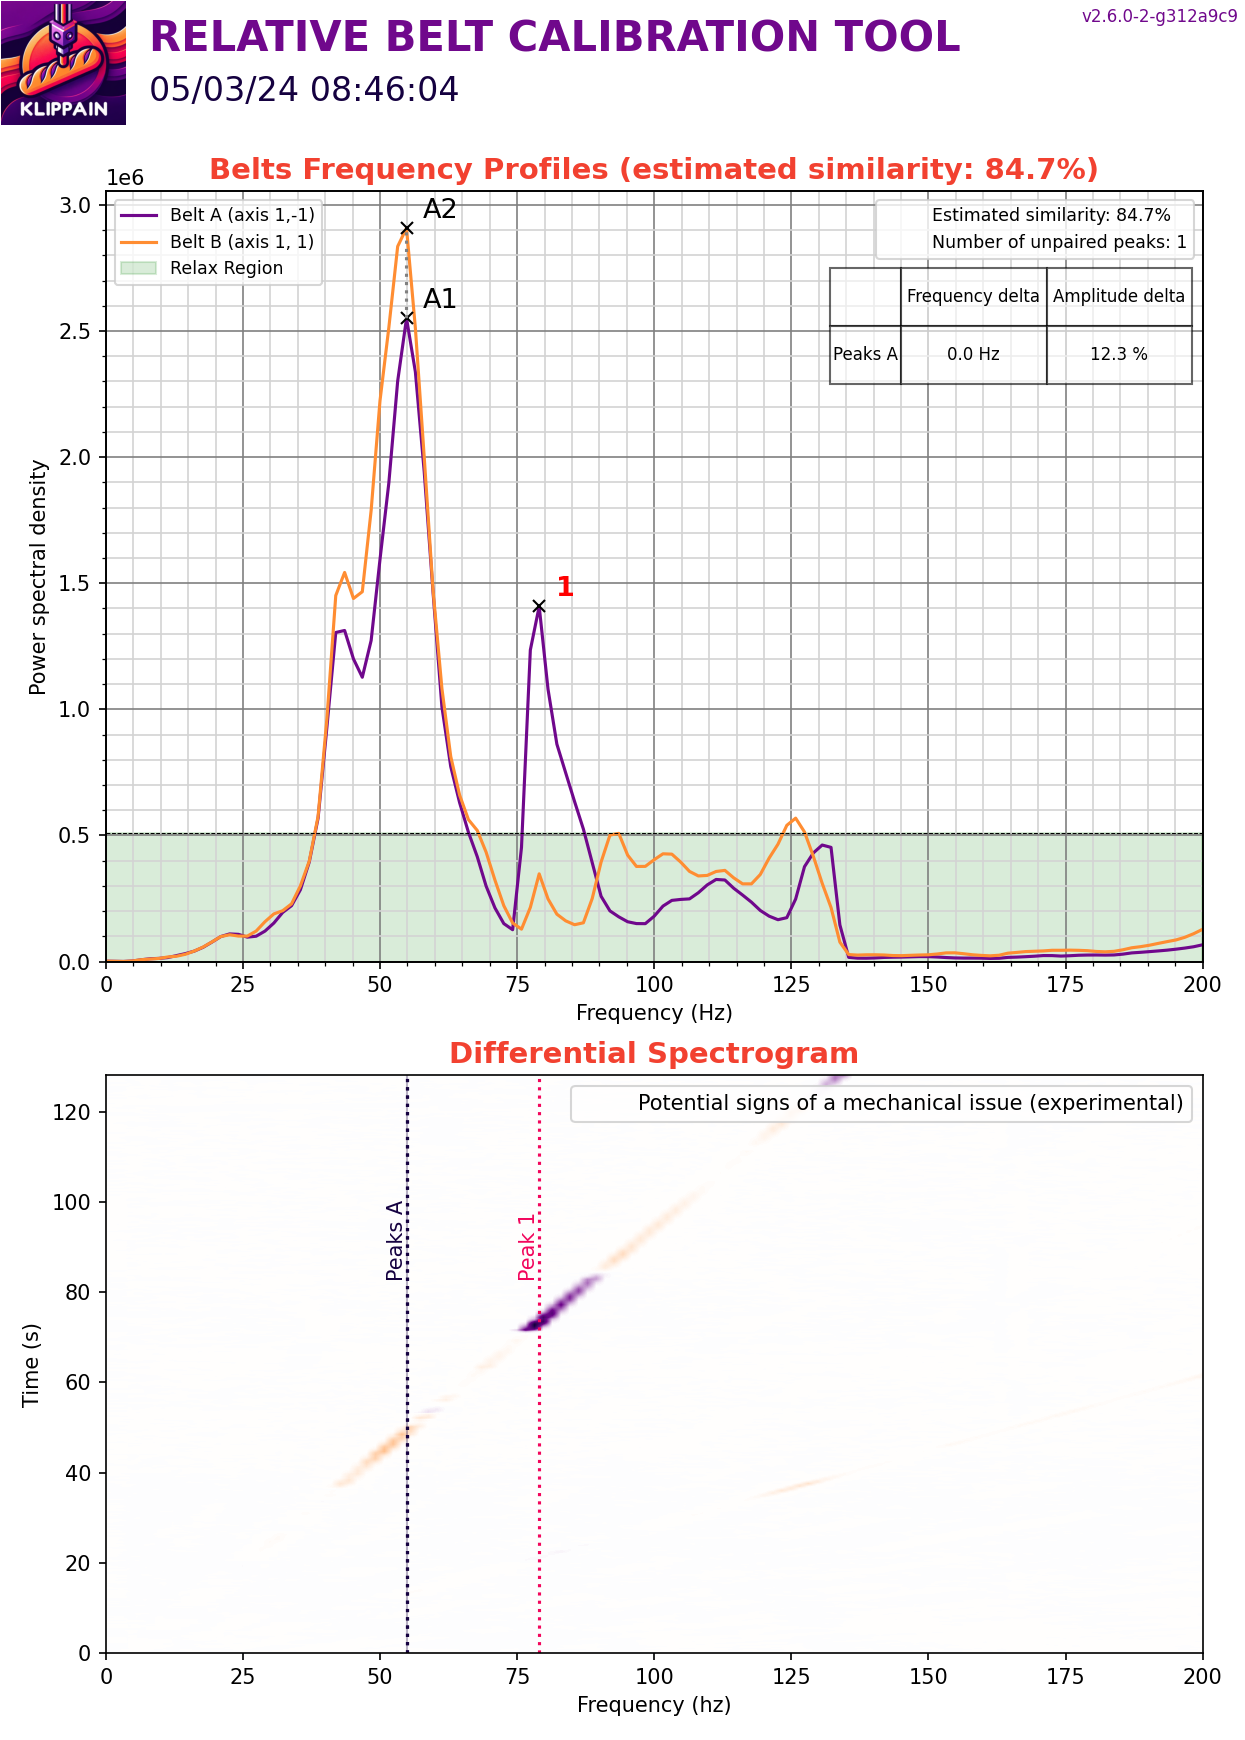 v2.6.0-2-g312a9c9
RELATIVE BELT CALIBRATION TOOL
05/03/24 08:46:04
KLIPPAIN
Belts Frequency Profiles (estimated similarity: 84.7%)
1e6
Belt A (axis 1,-1)
Belt B (axis 1, 1)
Relax Region
A2
A1
1
Estimated similarity: 84.7%
Number of unpaired peaks: 1
Frequency delta Amplitude delta
Peaks A 0.0 Hz 12.3 %
3.0
2.5
2.0
1.5
1.0
0.5
0.0
Power spectral density
0 25 50 75 100 125 150 175 200
Frequency (Hz)
Differential Spectrogram
Potential signs of a mechanical issue (experimental)
Peaks A
Peak 1
120
100
80
60
40
20
0
Time (s)
0 25 50 75 100 125 150 175 200
Frequency (hz)